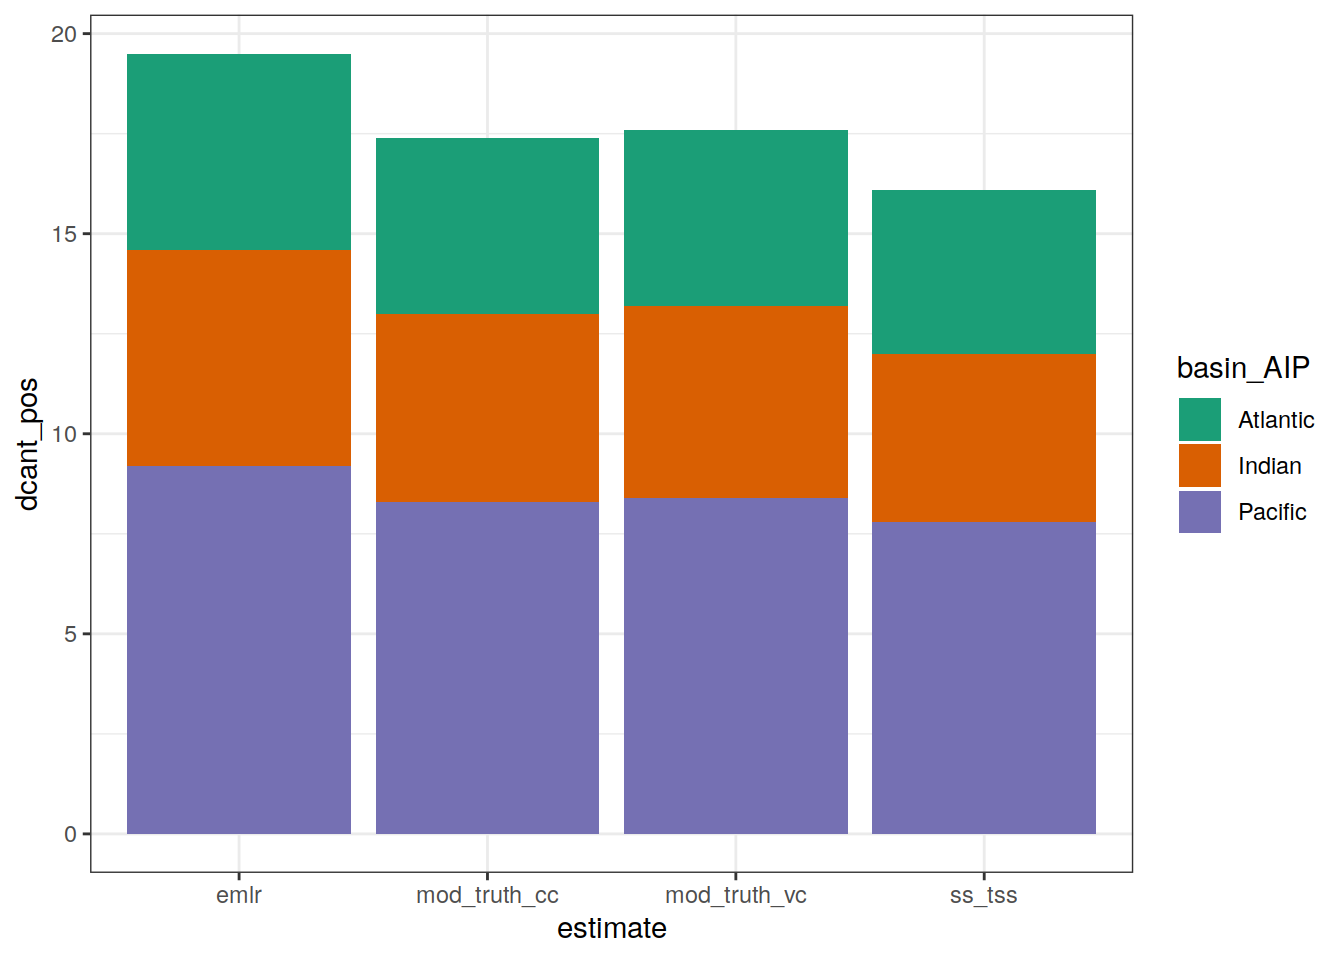 20
15
10
5
0
dcant_pos
emlr
mod_truth_cc
mod_truth_vc
ss_tss
estimate
basin_AIP
Atlantic
Indian
Pacific